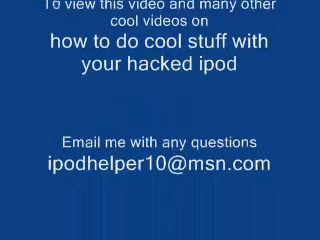 To view this video and many other
cool videos on
how to do cool stuff with
your hacked ipod
Email me with any questions
ipodhelper10@msn.com